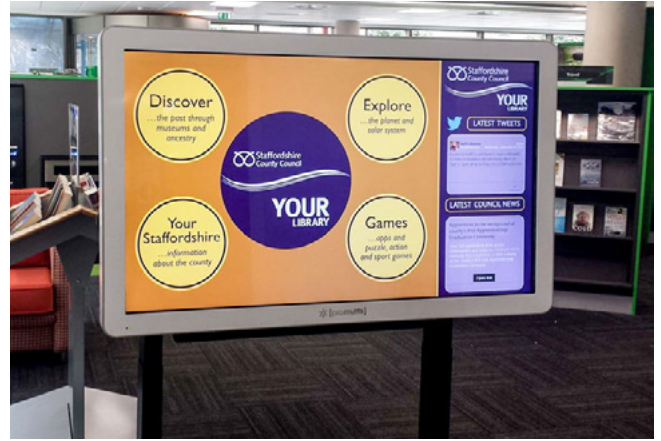 Discover
...the past through
museums and
ancestry
Explore
...the planet and
solar system
Staffordshire
County Council
YOUR
LIBRARY
Your
Staffordshire
...information
about the county
Games
...apps and
puzzle, action
and sport games
Staffordshire
County Council
YOUR
LIBRARY
LATEST TWEETS
LATEST COUNCIL NEWS
[promultis]